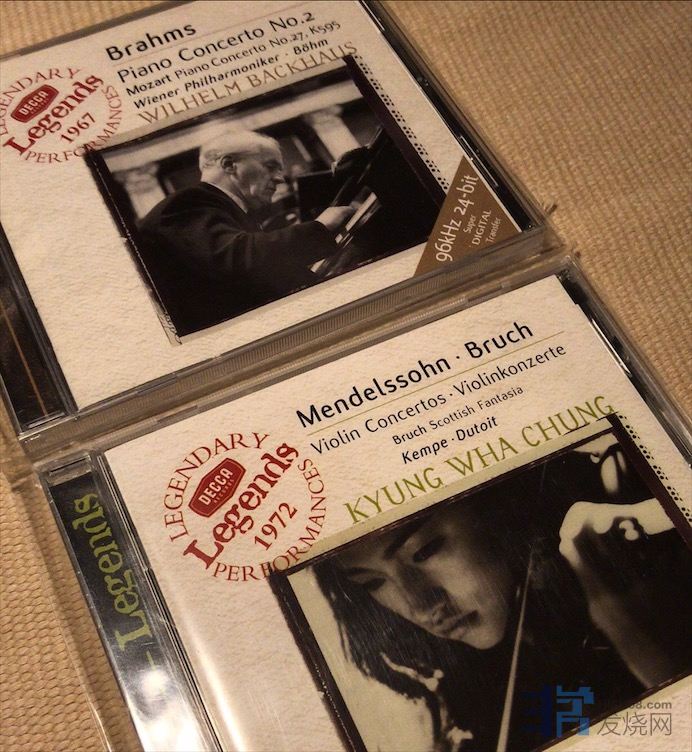 Brahms
Piano Concerto No.2
Mozart Piano Concerto No.27, K595
Wiener Philharmoniker · Böhm
WILHELM BACKHAUS
LEGENDARY
DECCA
Legends
1967
PERFORMANCES
96kHz 24-bit
Super
DIGITAL
Transfer
Mendelssohn · Bruch
Violin Concertos · Violinkonzerte
Bruch Scottish Fantasia
Kempe · Dutoit
KYUNG WHA CHUNG
LEGENDARY
DECCA
Legends
1972
PERFORMANCES
Legends
发烧网